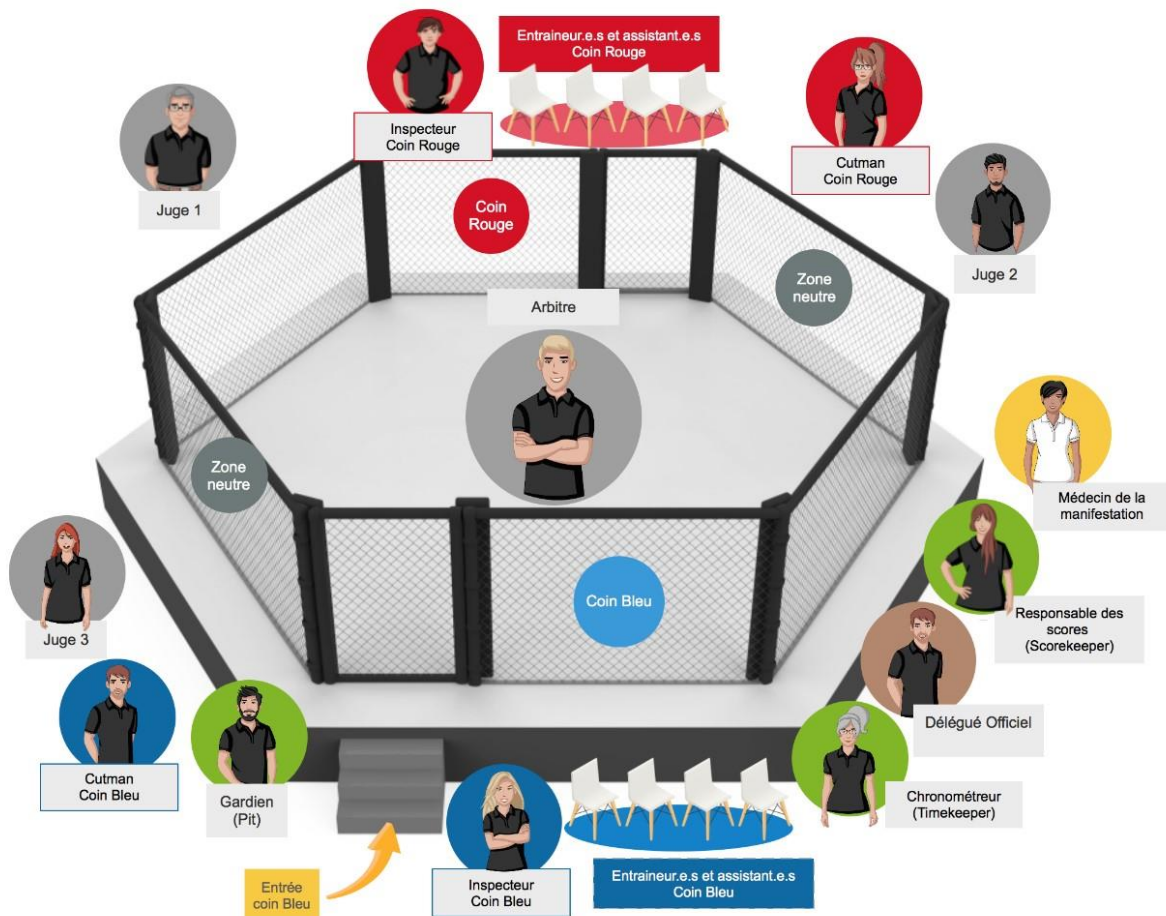 Entraineur.e.s et assistant.e.s
Coin Rouge
Inspecteur
Coin Rouge
Cutman
Coin Rouge
Juge 1
Coin
Rouge
Juge 2
Zone
neutre
Arbitre
Zone
neutre
Médecin de la
manifestation
Coin Bleu
Responsable des
scores
(Scorekeeper)
Juge 3
Délégué Officiel
Cutman
Coin Bleu
Gardien
(Pit)
Chronométreur
(Timekeeper)
Entrée
coin Bleu
Inspecteur
Coin Bleu
Entraineur.e.s et assistant.e.s
Coin Bleu